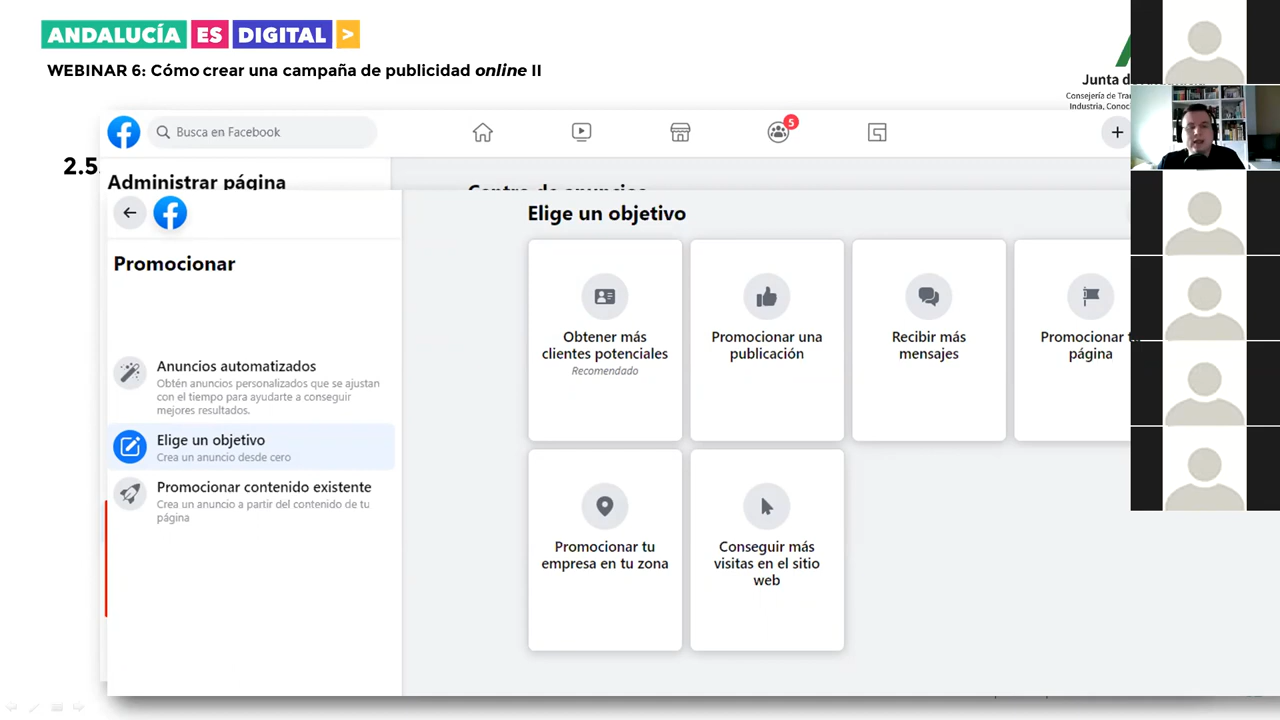 ANDALUCÍA ES DIGITAL >
WEBINAR 6: Cómo crear una campaña de publicidad online II
Junta de
Consejería de
Industria,
Busca en Facebook
5
2.5
Administrar página
Centro de anuncios
Elige un objetivo
Promocionar
Anuncios automatizados
Obtén anuncios personalizados que se ajustan
con el tiempo para ayudarte a conseguir
mejores resultados.
Elige un objetivo
Crea un anuncio desde cero
Promocionar contenido existente
Crea un anuncio a partir del contenido de tu
página
Obtener más
clientes potenciales
Recomendado
Promocionar una
publicación
Recibir más
mensajes
Promocionar
página
Promocionar tu
empresa en tu zona
Conseguir más
visitas en el sitio
web